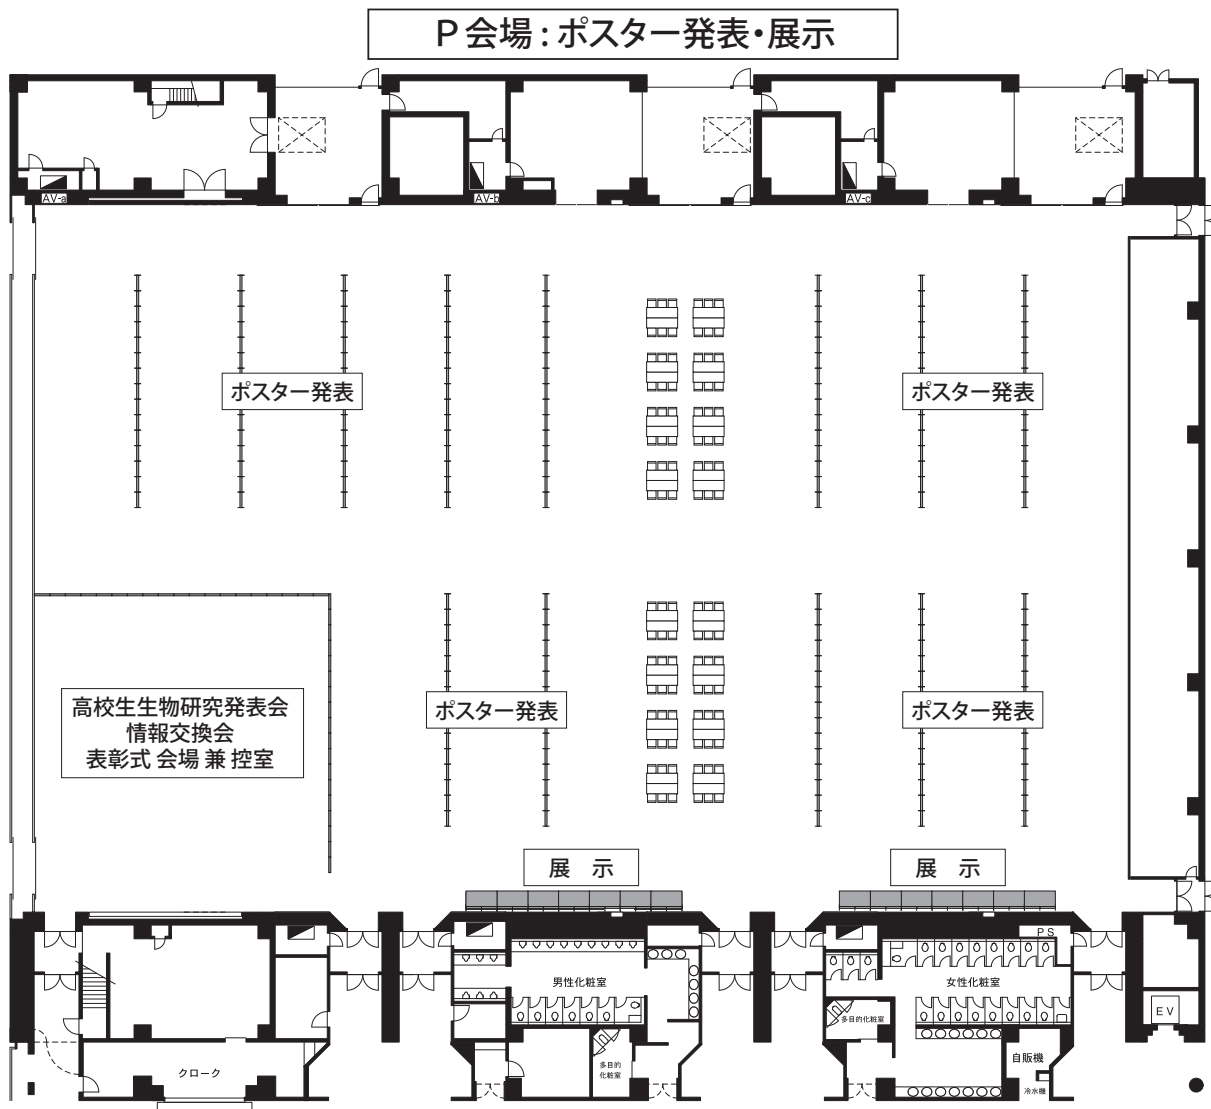 P会場：ポスター発表・展示
AV-a
AV-b
AV-c
ポスター発表
ポスター発表
高校生生物研究発表会
情報交換会
表彰式 会場 兼 控室
ポスター発表
ポスター発表
展 示
展 示
PS
男性化粧室
女性化粧室
多目的化粧室
EV
クローク
多目的
化粧室
自販機
冷水機